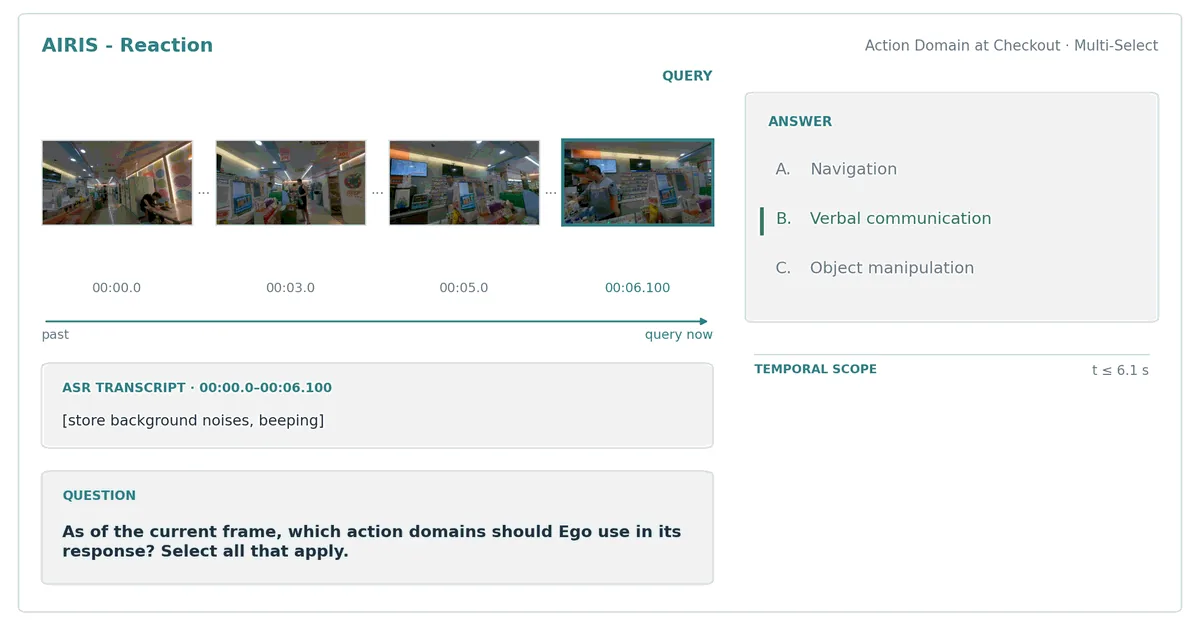 AIRIS - Reaction
Action Domain at Checkout · Multi-Select
QUERY
... ... ...
00:00.0 00:03.0 00:05.0 00:06.100
past query now
ASR TRANSCRIPT · 00:00.0–00:06.100
[store background noises, beeping]
QUESTION
As of the current frame, which action domains should Ego use in its
response? Select all that apply.
ANSWER
A. Navigation
B. Verbal communication
C. Object manipulation
TEMPORAL SCOPE t ≤ 6.1 s